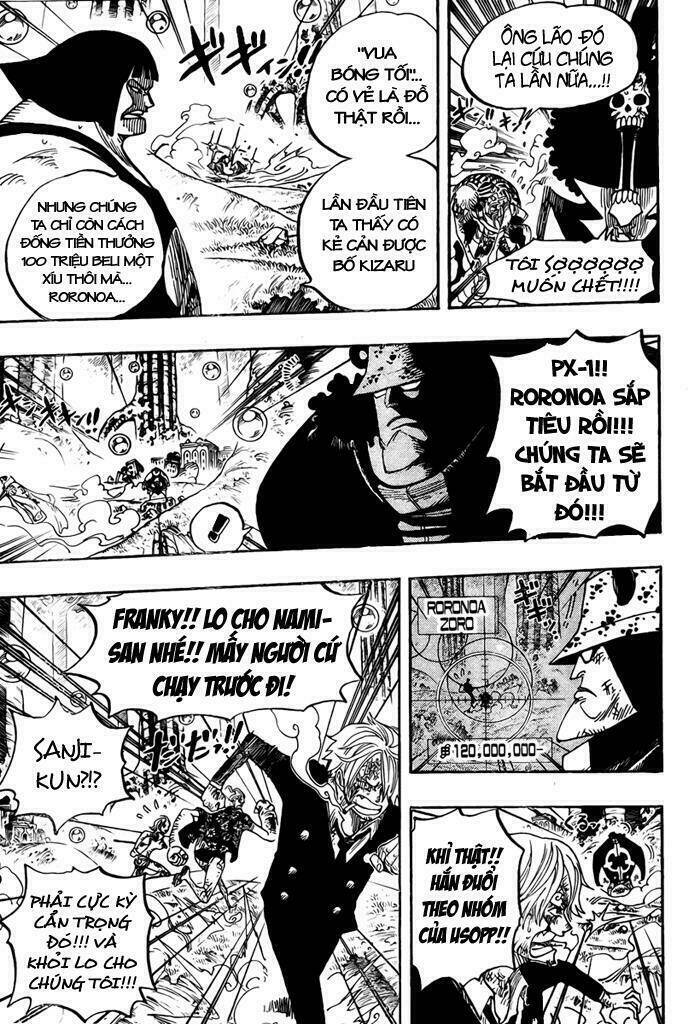 ÔNG LÃO ĐÓ
LẠI CỨU CHÚNG
TA LẦN NỮA...!!
TÔI SỢỢỢỢỢỢỢ
MUÔN CHẾT!!!!
"VUA
BÓNG TỐI"...
CÓ VẺ LÀ ĐỒ
THẬT RỒI...
LẦN ĐẦU TIÊN
TA THẤY CÓ
KẺ CẢN ĐƯỢC
BỐ KIZARU
NHƯNG CHÚNG
TA CHỈ CÒN CÁCH
ĐỐNG TIỀN THƯỞNG
100 TRIỆU BELI MỘT
XÍU THÔI MÀ...
RORONOA...
PX-1!!
RORONOA SẮP
TIÊU RỒI!!!
CHÚNG TA SẼ
BẮT ĐẦU TỪ
ĐÓ!!!
!
RORONOA
ZORO
120,000,000-
KHỈ THẬT!!
HẮN ĐUỔI
THEO NHÓM
CỦA USOPP!!
くるっ
FRANKY!! LO CHO NAMI-
SAN NHÉ!! MẤY NGƯỜI CỨ
CHẠY TRƯỚC ĐI!
SANJI-
KUN?!?
PHẢI CỰC KỲ
CẨN TRỌNG
ĐÓ!!! VÀ
KHỎI LO CHO
CHÚNG TÔI!!!